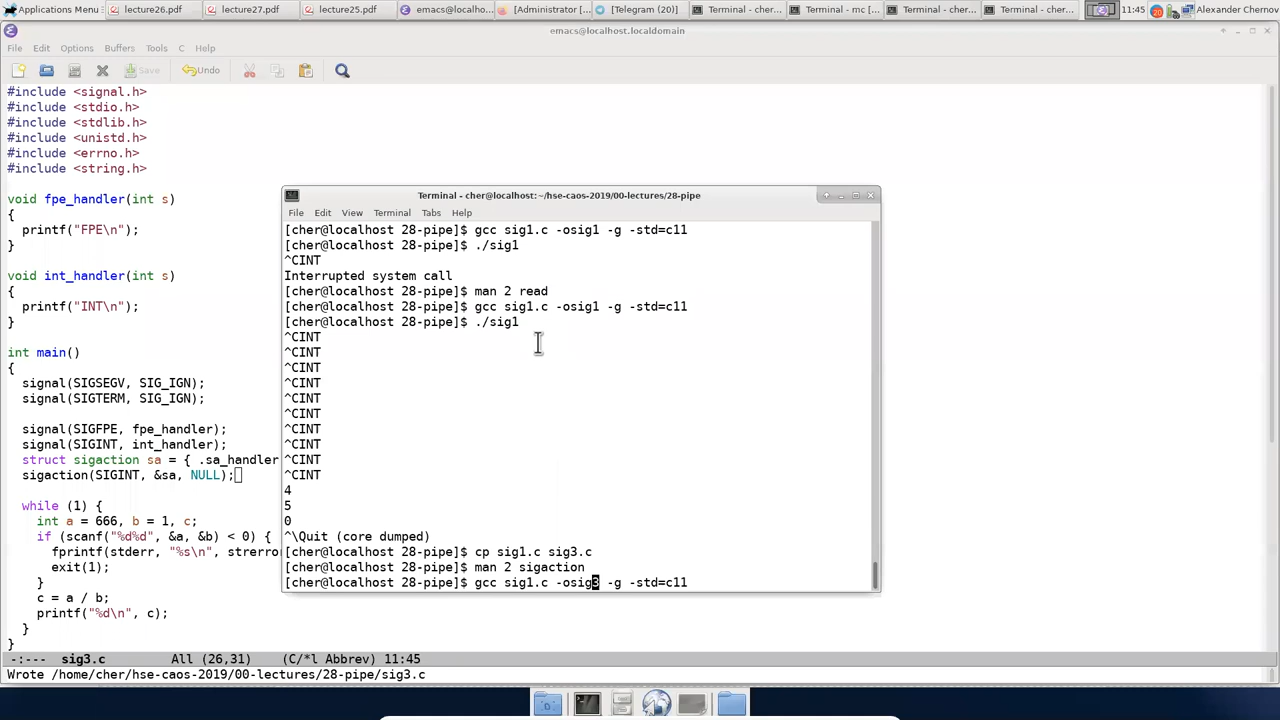 Applications Menu
lecture26.pdf
lecture27.pdf
lecture25.pdf
emacs@localho...
[Administrator [...
[Telegram (20)]
Terminal - cher...
Terminal - mc [...
Terminal - cher...
Terminal - cher...
11:45
20
Alexander Chernov
emacs@localhost.localdomain
File Edit Options Buffers Tools C Help
Save
Undo
#include <signal.h>
#include <stdio.h>
#include <stdlib.h>
#include <unistd.h>
#include <errno.h>
#include <string.h>
void fpe_handler(int s)
{
printf("FPE\n");
}
void int_handler(int s)
{
printf("INT\n");
}
int main()
{
signal(SIGSEGV, SIG_IGN);
signal(SIGTERM, SIG_IGN);
signal(SIGFPE, fpe_handler);
signal(SIGINT, int_handler);
struct sigaction sa = { .sa_handler
sigaction(SIGINT, &sa, NULL);
while (1) {
int a = 666, b = 1, c;
if (scanf("%d%d", &a, &b) < 0) {
fprintf(stderr, "%s\n", strerro
exit(1);
}
c = a / b;
printf("%d\n", c);
}
}
Terminal - cher@localhost:~/hse-caos-2019/00-lectures/28-pipe
File Edit View Terminal Tabs Help
[cher@localhost 28-pipe]$ gcc sig1.c -osig1 -g -std=c11
[cher@localhost 28-pipe]$ ./sig1
^CINT
Interrupted system call
[cher@localhost 28-pipe]$ man 2 read
[cher@localhost 28-pipe]$ gcc sig1.c -osig1 -g -std=c11
[cher@localhost 28-pipe]$ ./sig1
^CINT
^CINT
^CINT
^CINT
^CINT
^CINT
^CINT
^CINT
^CINT
^CINT
4
5
0
^\Quit (core dumped)
[cher@localhost 28-pipe]$ cp sig1.c sig3.c
[cher@localhost 28-pipe]$ man 2 sigaction
[cher@localhost 28-pipe]$ gcc sig1.c -osig3 -g -std=c11
-:--- sig3.c All (26,31) (C/*l Abbrev) 11:45
Wrote /home/cher/hse-caos-2019/00-lectures/28-pipe/sig3.c